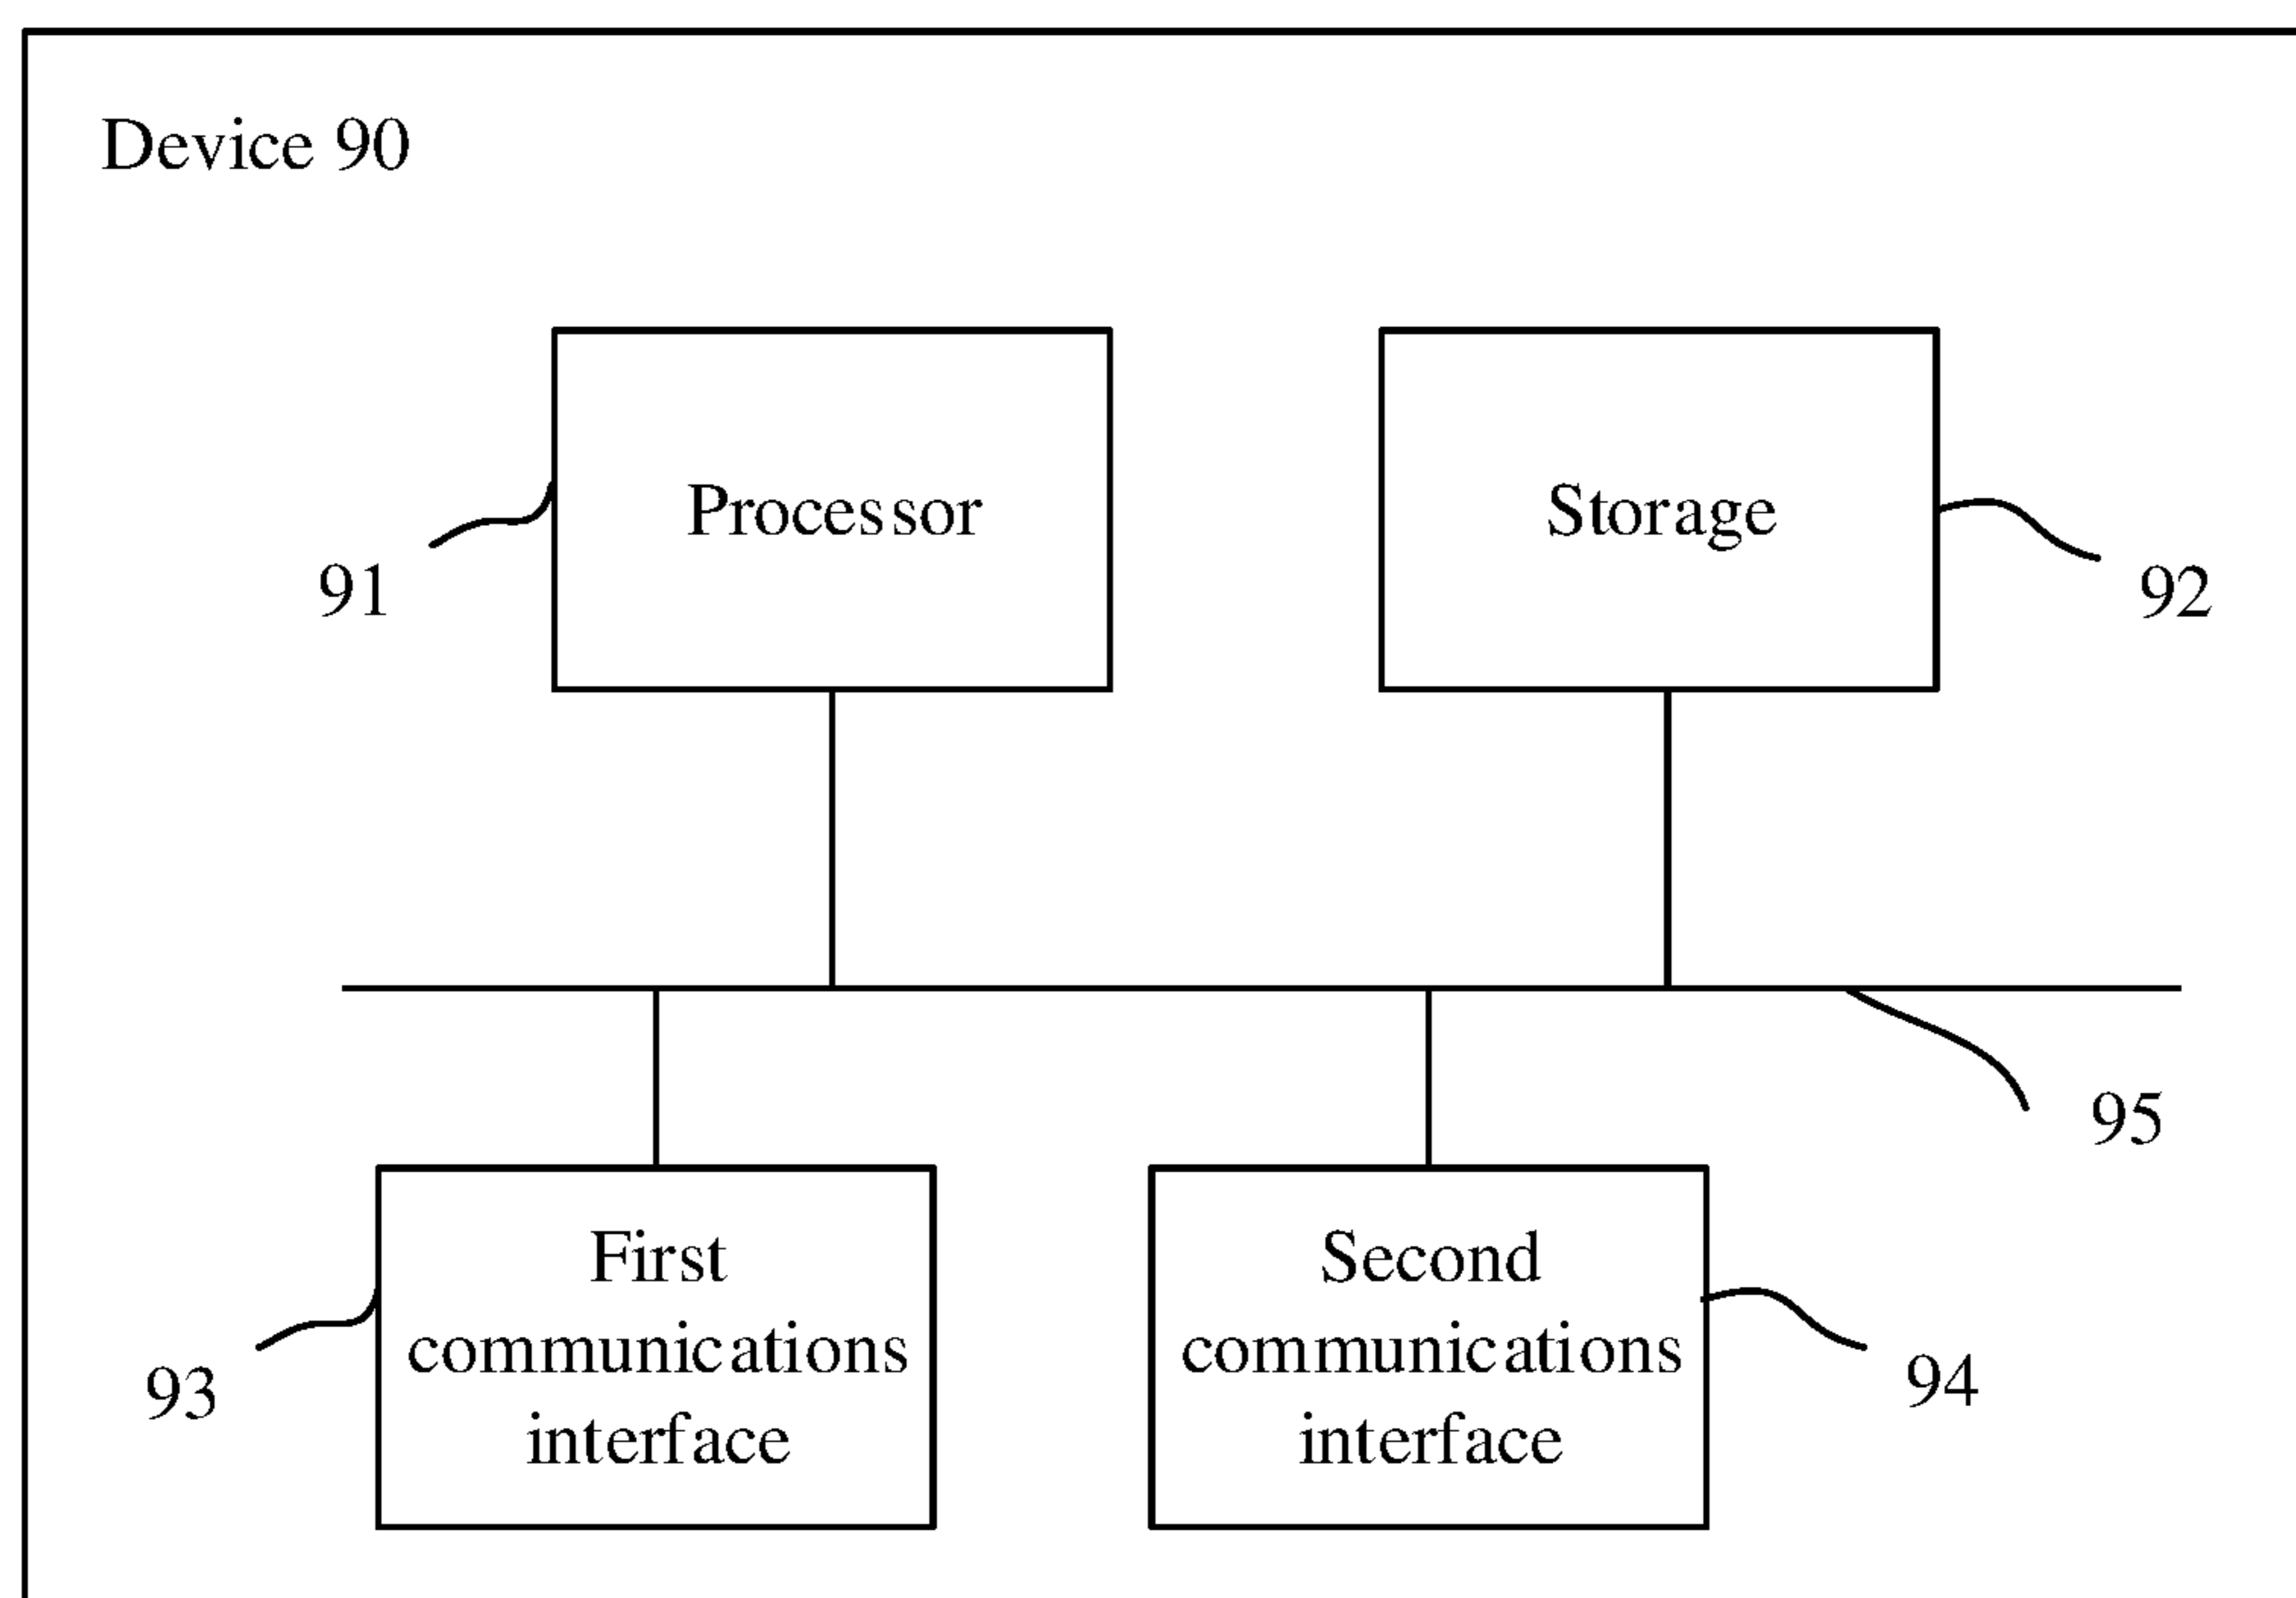 Device 90
Processor
Storage
91
92
95
First
communications
interface
Second
communications
interface
93
94